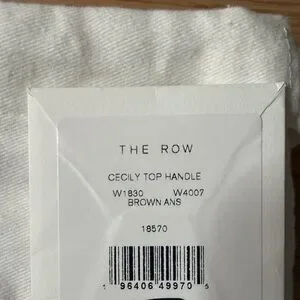 THE ROW
CECILY TOP HANDLE
W1830 W4007
BROWN ANS
18570
1 96406 49970 5